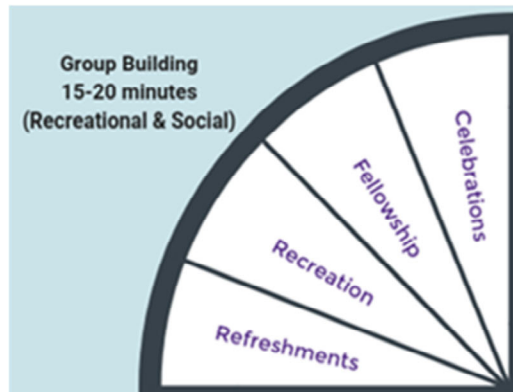 Group Building
15-20 minutes
(Recreational & Social)
Celebrations
Fellowship
Recreation
Refreshments